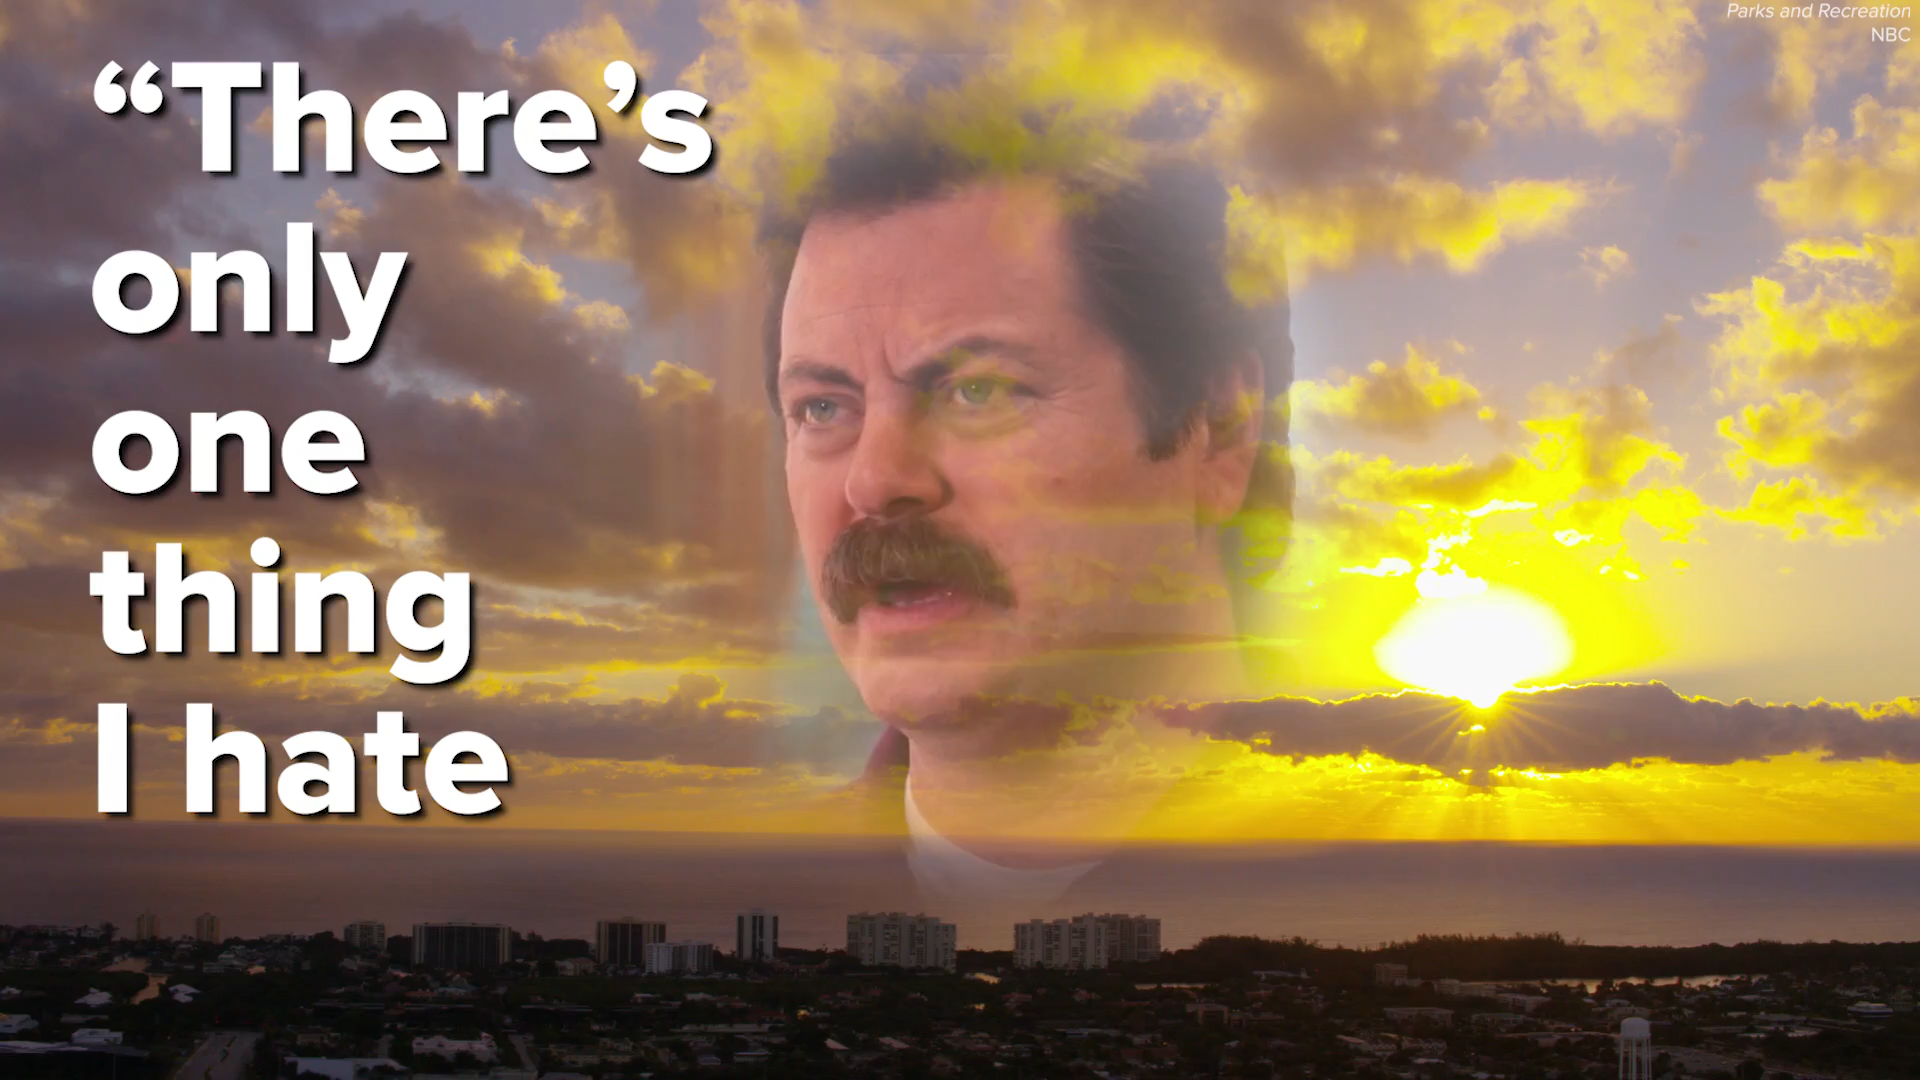 Parks and Recreation
NBC
“There’s
only
one
thing
I hate